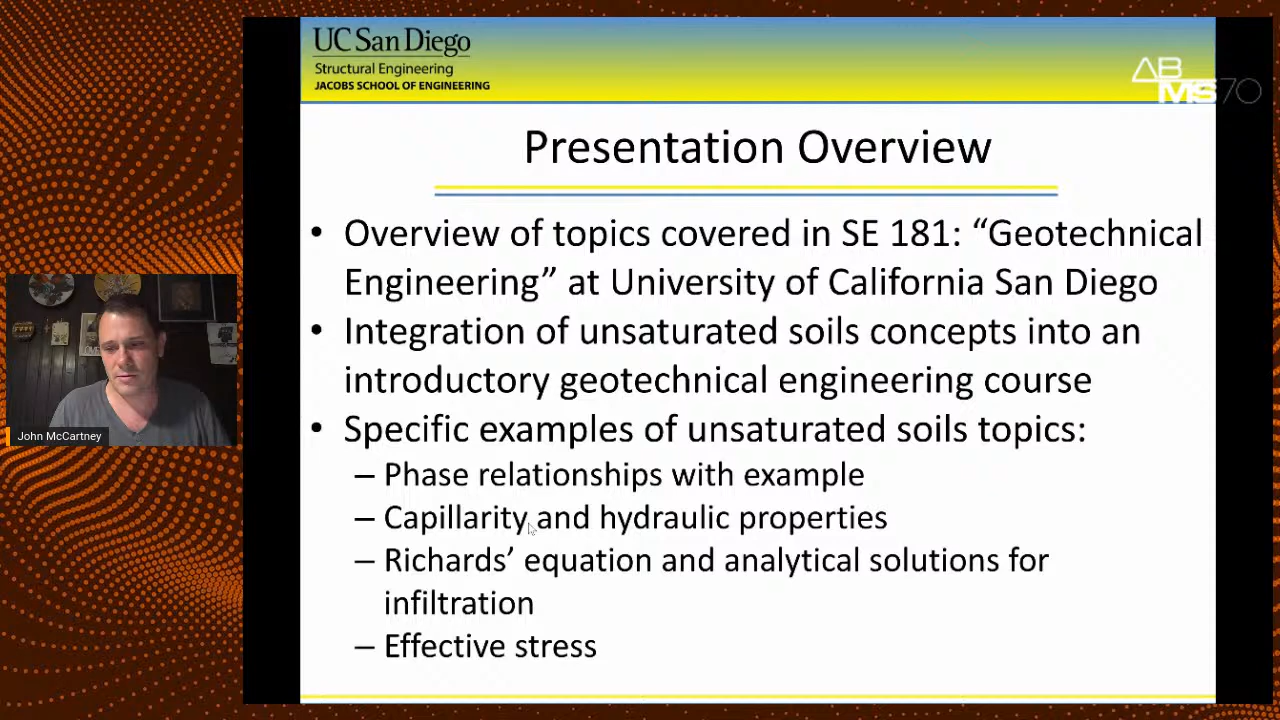 UC San Diego
Structural Engineering
JACOBS SCHOOL OF ENGINEERING
ABMS70
Presentation Overview
• Overview of topics covered in SE 181: “Geotechnical
Engineering” at University of California San Diego
• Integration of unsaturated soils concepts into an
introductory geotechnical engineering course
• Specific examples of unsaturated soils topics:
– Phase relationships with example
– Capillarity and hydraulic properties
– Richards’ equation and analytical solutions for
infiltration
– Effective stress
John McCartney